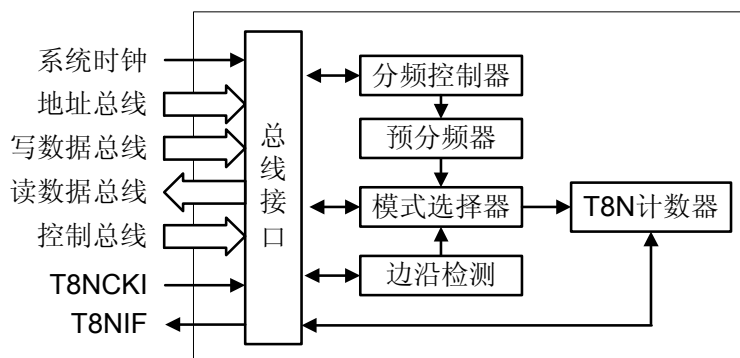 系统时钟
地址总线
写数据总线
读数据总线
控制总线
T8NCKI
T8NIF
总线接口
分频控制器
预分频器
模式选择器
T8N计数器
边沿检测